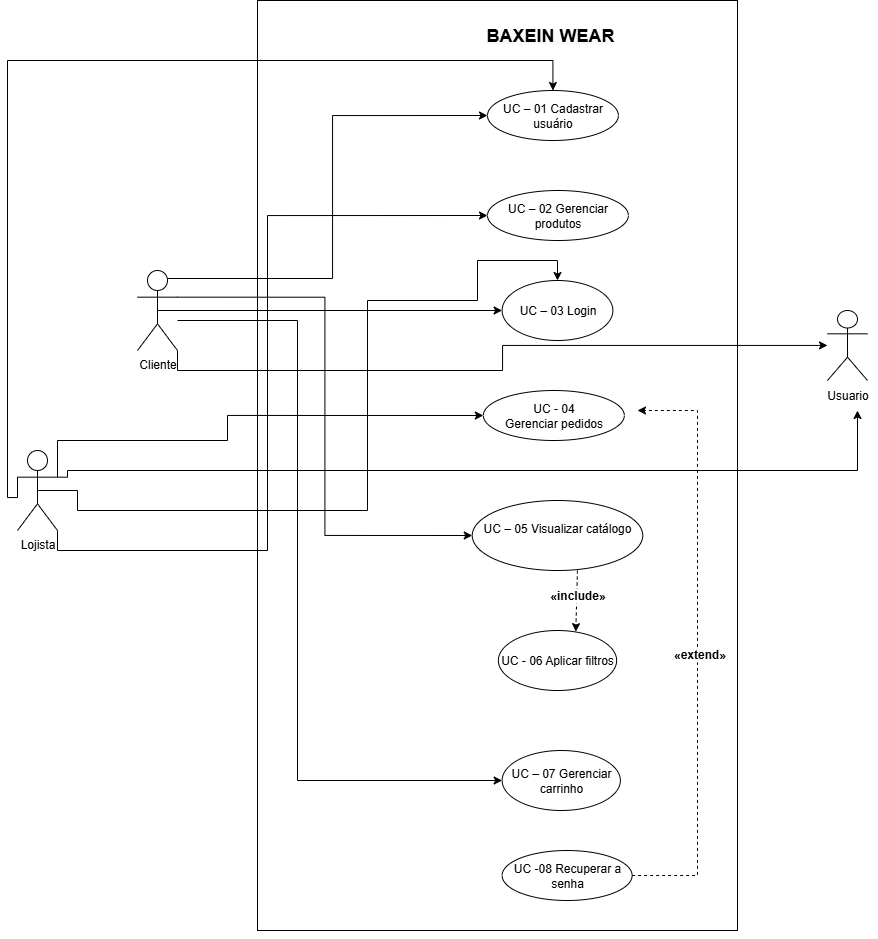 BAXEIN WEAR
UC – 01 Cadastrar
usuário
UC – 02 Gerenciar
produtos
UC – 03 Login
Cliente
Usuario
UC - 04
Gerenciar pedidos
Lojista
UC – 05 Visualizar catálogo
«include»
UC - 06 Aplicar filtros
«extend»
UC – 07 Gerenciar
carrinho
UC -08 Recuperar a
senha